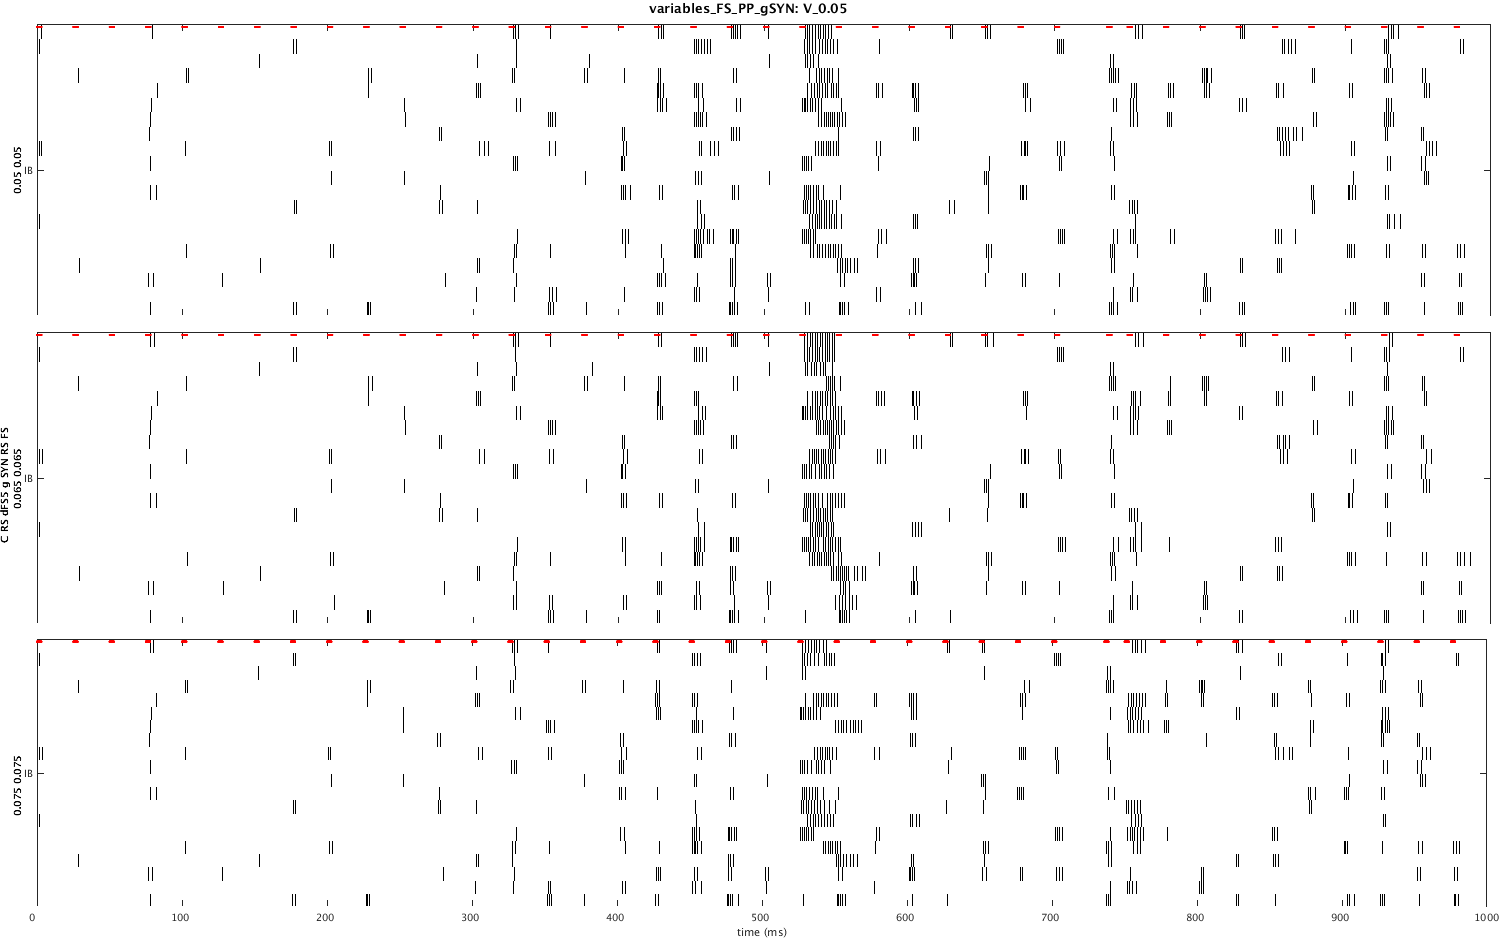 variables_FS_PP_gSYN: V_0.05
0.05 0.05
IB
C RS dFS5 g SYN RS FS
0.065 0.065
IB
0.075 0.075
IB
0 100 200 300 400 500 600 700 800 900 1000
time (ms)